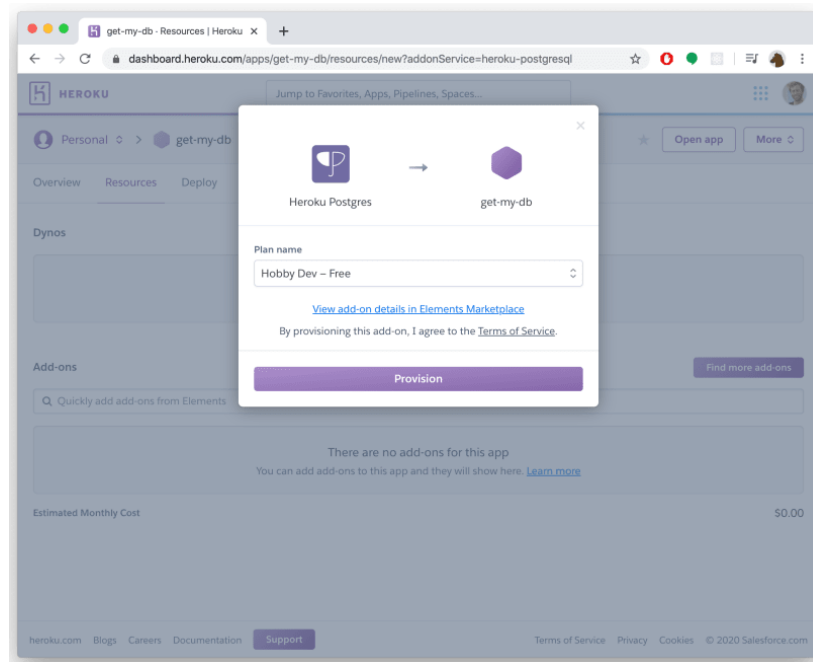 get-my-db · Resources | Heroku
dashboard.heroku.com/apps/get-my-db/resources/new?addonService=heroku-postgresql
HEROKU
Jump to Favorites, Apps, Pipelines, Spaces...
Personal > get-my-db
Open app
More
Heroku Postgres
get-my-db
Overview Resources Deploy
Dynos
Plan name
Hobby Dev – Free
View add-on details in Elements Marketplace
By provisioning this add-on, I agree to the Terms of Service.
Provision
Add-ons
Find more add-ons
Quickly add add-ons from Elements
There are no add-ons for this app
You can add add-ons to this app and they will show here. Learn more
Estimated Monthly Cost
$0.00
heroku.com Blogs Careers Documentation Support
Terms of Service Privacy Cookies © 2020 Salesforce.com